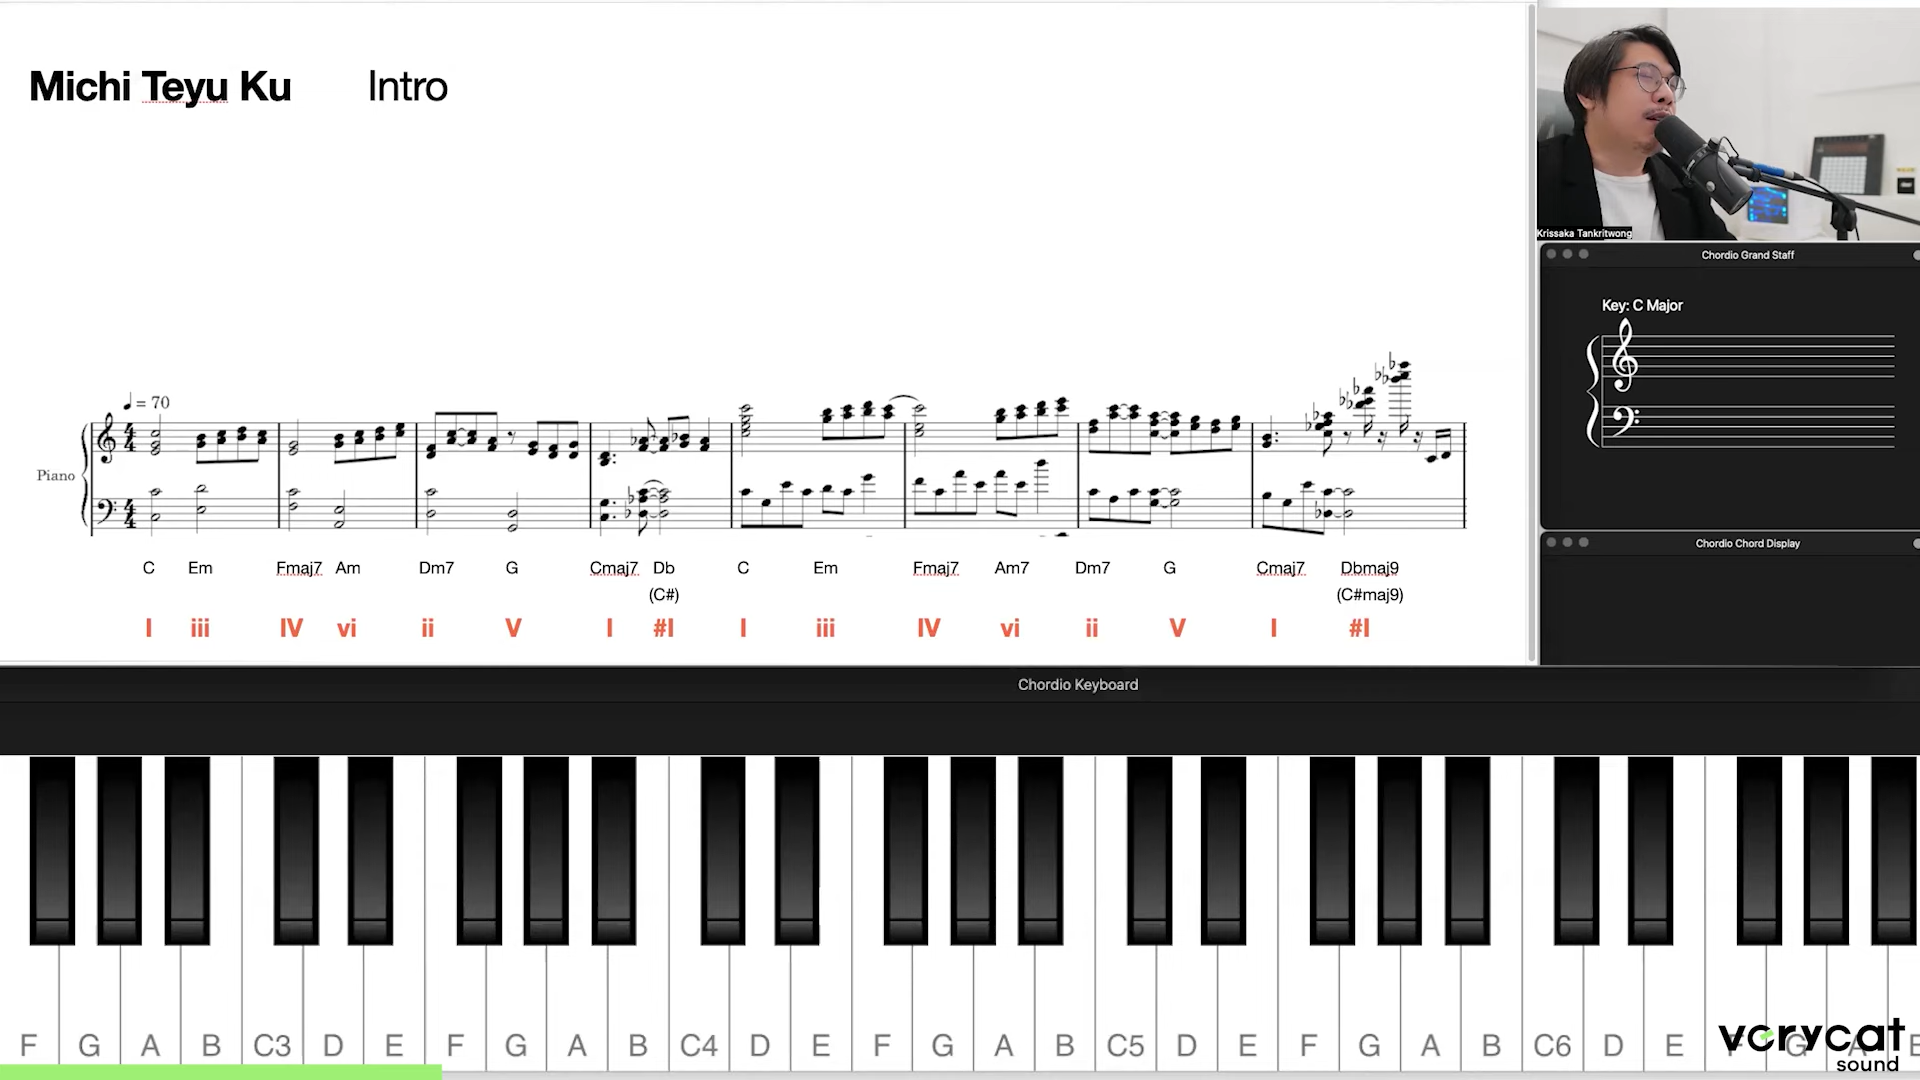 Michi Teyu Ku Intro
Krissaka Tankritwong
Chordio Grand Staff
Key: C Major
= 70
Piano
C Em Fmaj7 Am Dm7 G Cmaj7 Db C Em Fmaj7 Am7 Dm7 G Cmaj7 Dbmaj9
(C#) (C#maj9)
I iii IV vi ii V I #I I iii IV vi ii V I #I
Chordio Chord Display
Chordio Keyboard
F G A B C3 D E F G A B C4 D E F G A B C5 D E F G A B C6 D E F G A B
verycat
sound